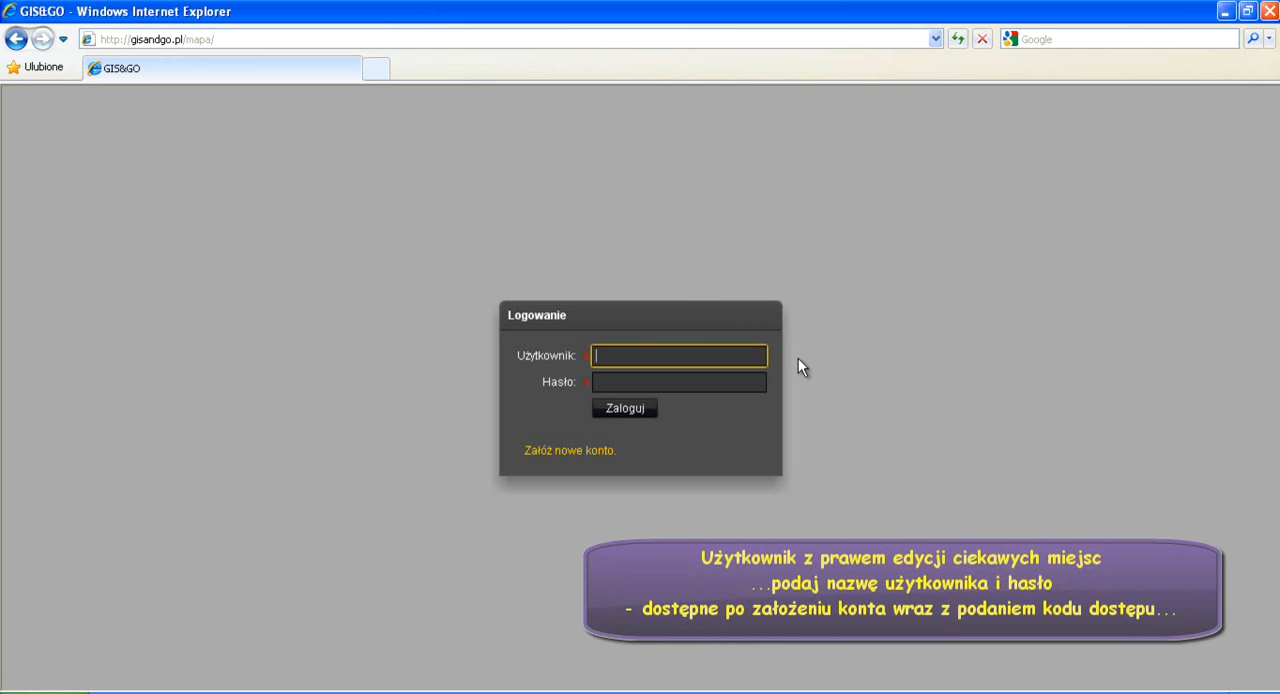 GIS&GO - Windows Internet Explorer
http://gisandgo.pl/mapa/
Google
Ulubione
GIS&GO
Logowanie
Użytkownik:
Hasło:
Zaloguj
Załóż nowe konto.
Użytkownik z prawem edycji ciekawych miejsc
...podaj nazwę użytkownika i hasło
- dostępne po założeniu konta wraz z podaniem kodu dostępu...